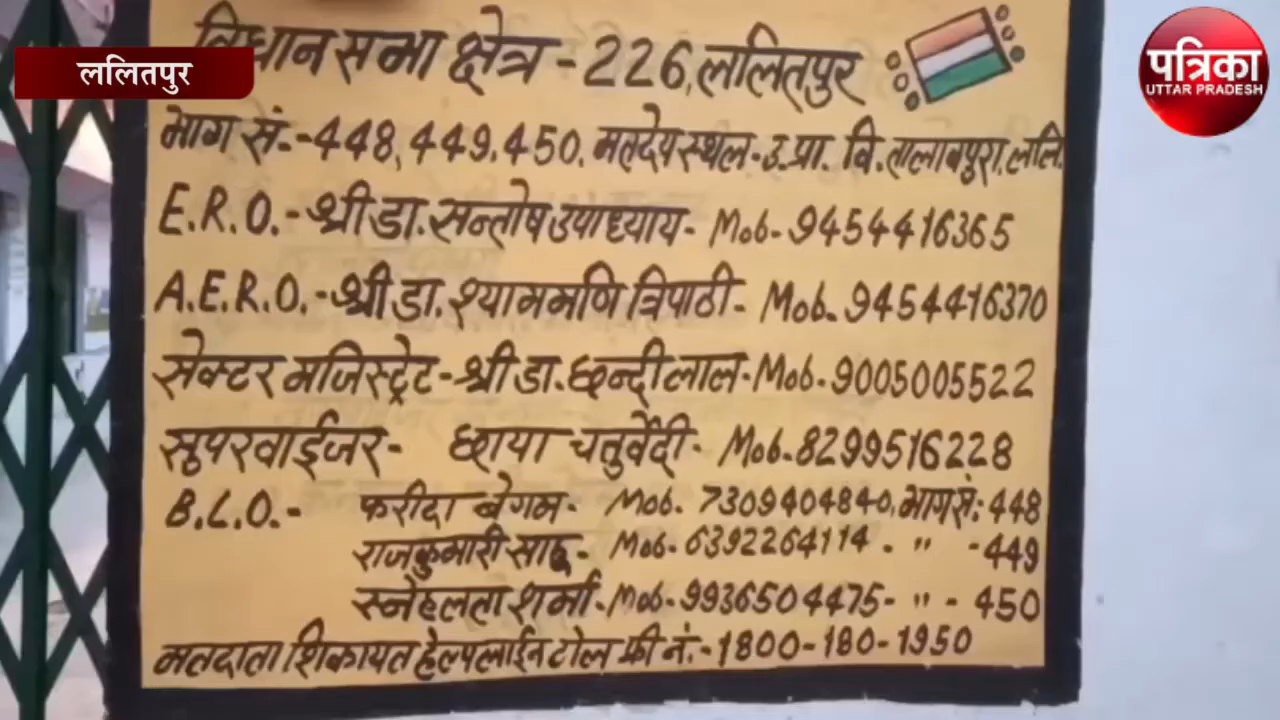 ललितपुर
पत्रिका
UTTAR PRADESH
विधान सभा क्षेत्र - 226, ललितपुर
भाग सं.- 448, 449, 450, मतदेय स्थल - उ. प्रा. वि. तालाबपुरा, ललि.
E.R.O.- श्री डा. सन्तोष उपाध्याय - Mob- 9454416365
A.E.R.O.- श्री डा. श्याममणि त्रिपाठी - Mob. 9454416370
सेक्टर मजिस्ट्रेट - श्री डा. छन्दी लाल - Mob. 9005005522
सुपरवाईजर - छाया चतुर्वेदी - Mob. 8299516228
B.L.O.- फरीदा बेगम - Mob. 7309404840, भाग सं: 448
राजकुमारी साहू - Mob- 6392264114 . " - 449
स्नेहलता शर्मा - Mob- 9936504475- " - 450
मतदाता शिकायत हेल्पलाईन टोल फ्री नं.- 1800-180-1950